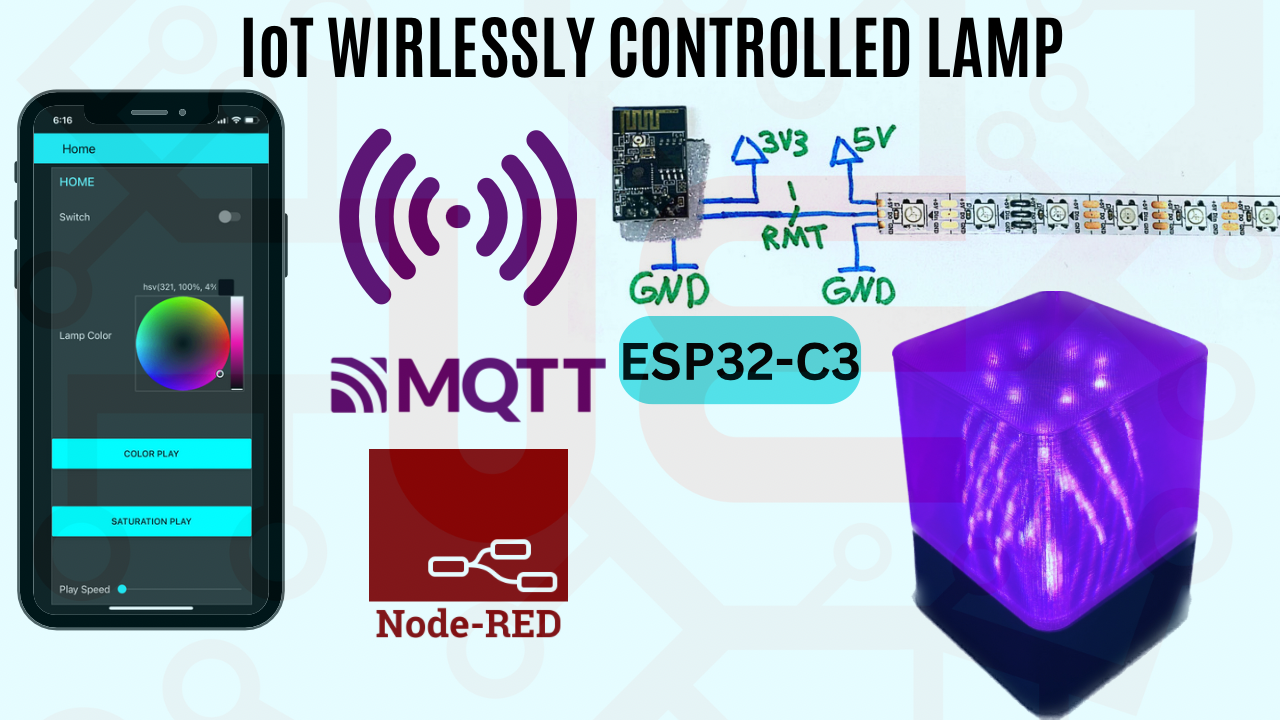 IoT WIRLESSLY CONTROLLED LAMP
6:16
Home
HOME
Switch
hsv(321, 100%, 4%
Lamp Color
COLOR PLAY
SATURATION PLAY
Play Speed
MQTT
Node-RED
3V3
5V
RMT
GND
GND
ESP32-C3